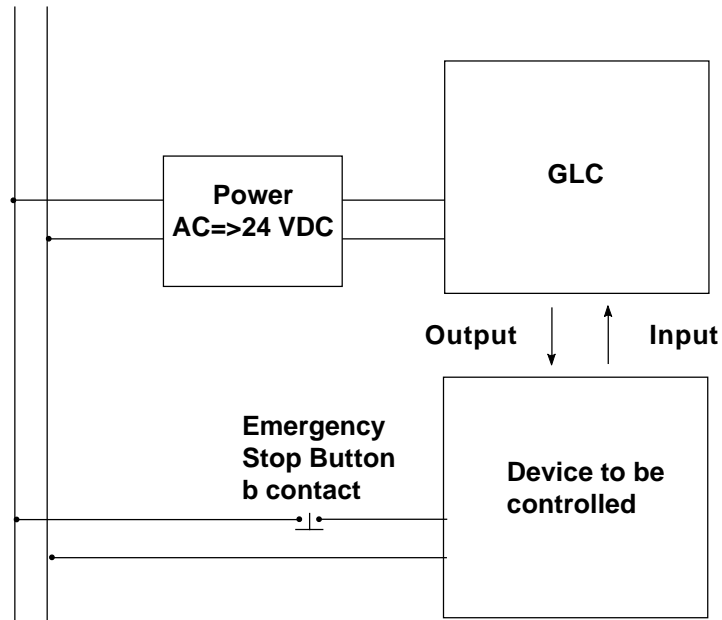 Power
AC=>24 VDC
GLC
Output
Input
Emergency
Stop Button
b contact
Device to be
controlled